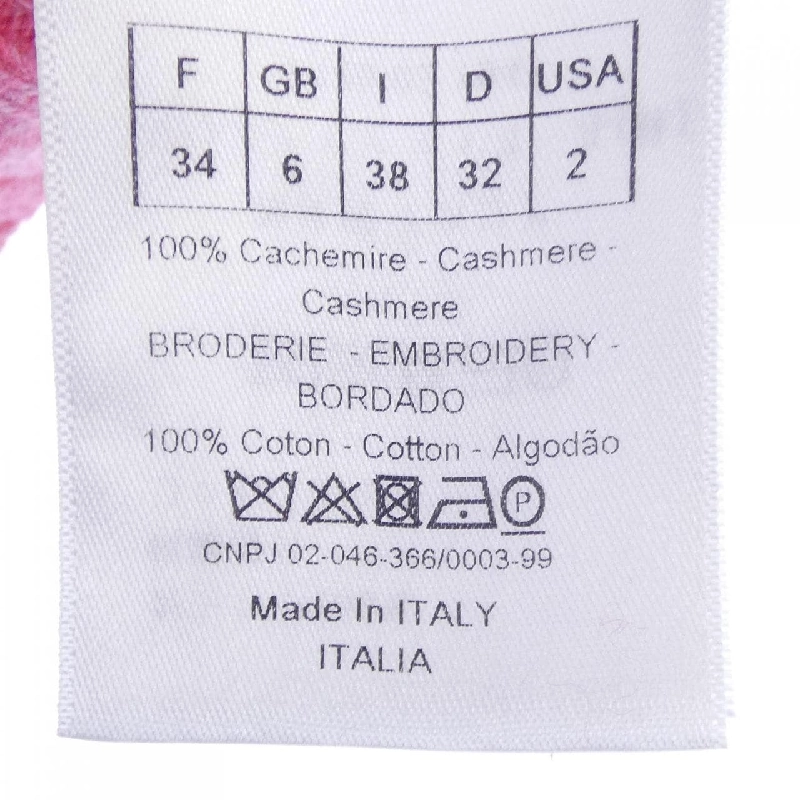 F GB I D USA
34 6 38 32 2
100% Cachemire - Cashmere -
Cashmere
BRODERIE - EMBROIDERY -
BORDADO
100% Coton - Cotton - Algodão
P
CNPJ 02-046-366/0003-99
Made In ITALY
ITALIA